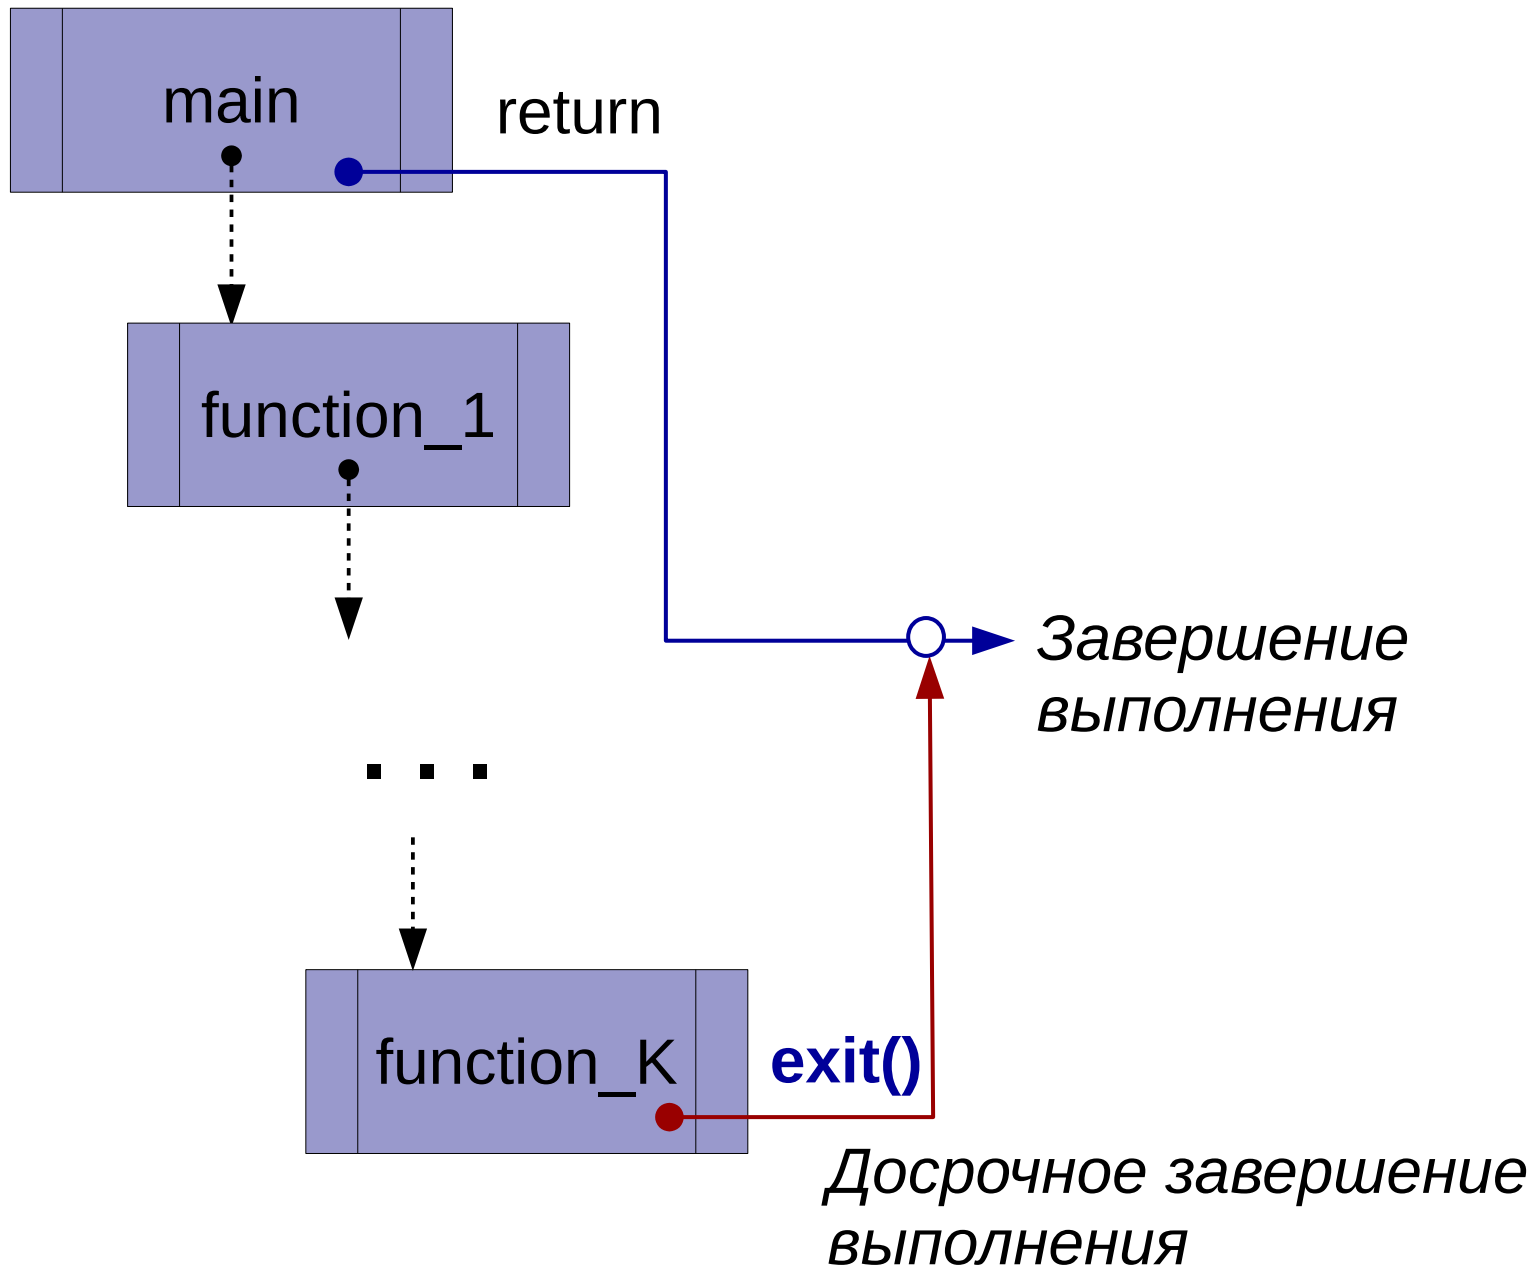 main
return
function_1
Завершение
выполнения
. . .
function_K
exit()
Досрочное завершение
выполнения